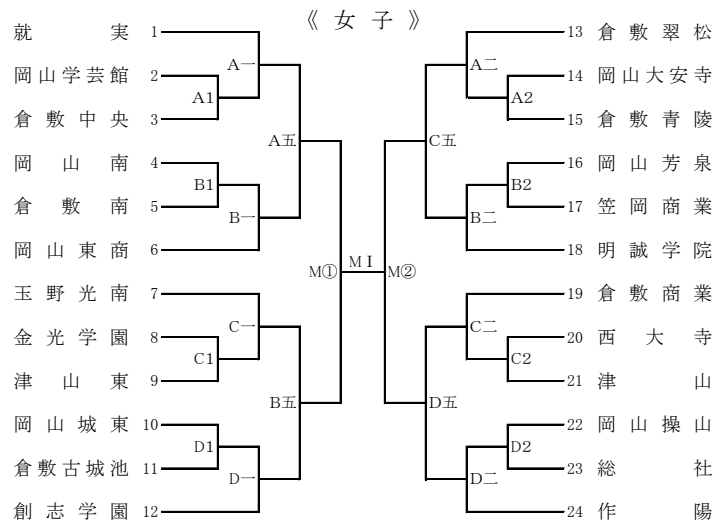 《 女 子 》
就 実 1
岡山学芸館 2
倉敷中央 3
岡山南 4
倉敷南 5
岡山東商 6
玉野光南 7
金光学園 8
津山東 9
岡山城東 10
倉敷古城池 11
創志学園 12
A一
A1
A五
B1
B一
M①
C一
C1
B五
D1
D一
MⅠ
M②
A二
A2
C五
B2
B二
C二
C2
D五
D2
D二
13 倉敷翠松
14 岡山大安寺
15 倉敷青陵
16 岡山芳泉
17 笠岡商業
18 明誠学院
19 倉敷商業
20 西大寺
21 津山
22 岡山操山
23 総社
24 作陽